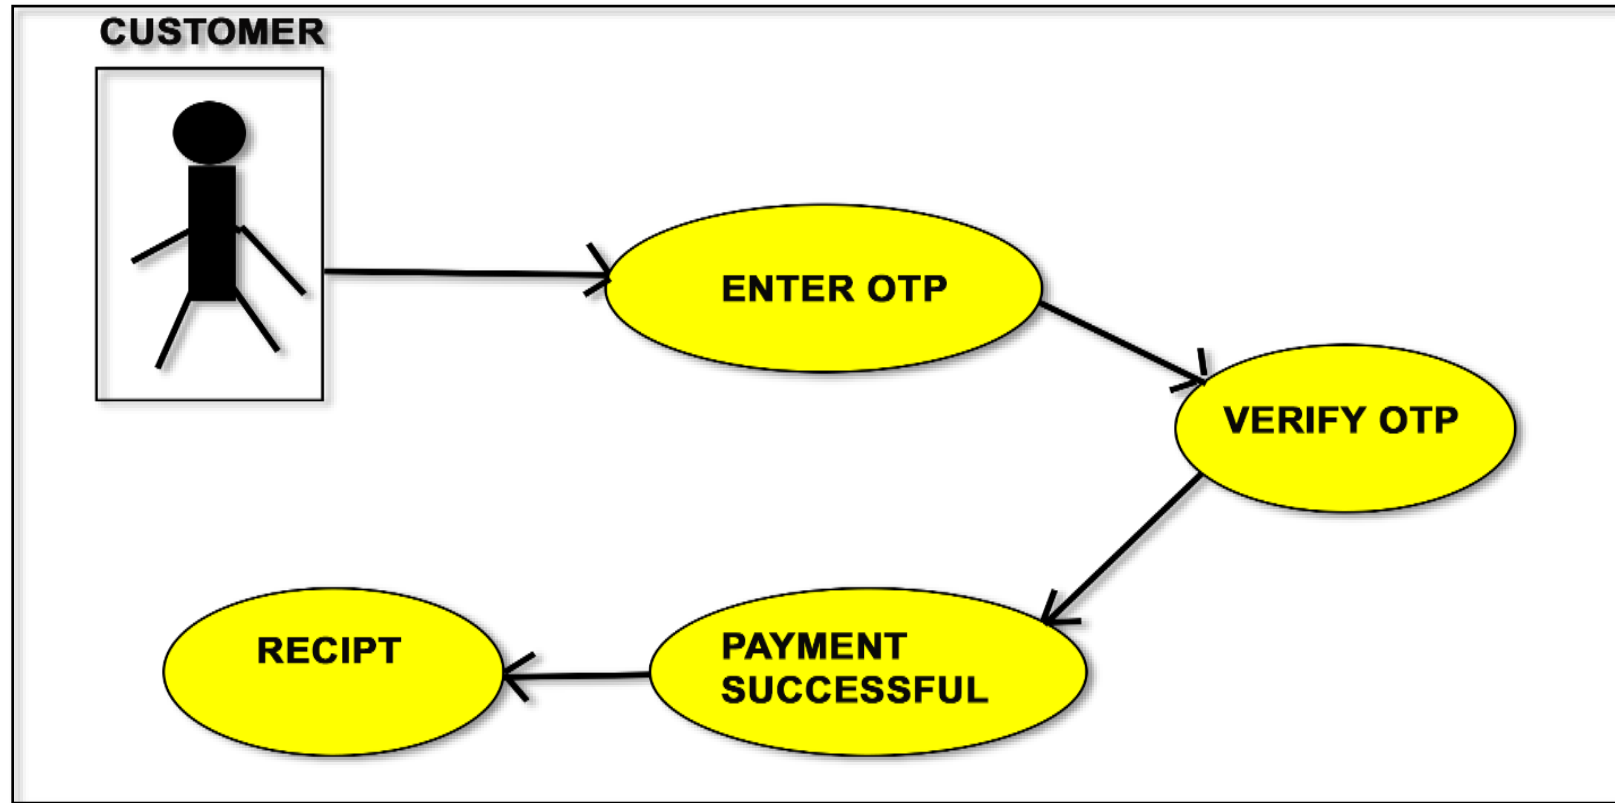 CUSTOMER
ENTER OTP
VERIFY OTP
PAYMENT
SUCCESSFUL
RECIPT